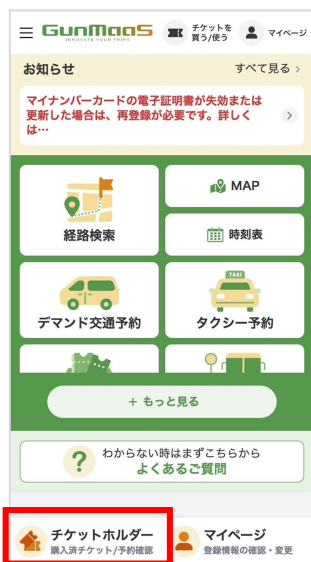 GunMaaS
INNOVATE YOUR TRIPS
チケットを
買う/使う
マイページ
お知らせ
すべて見る
マイナンバーカードの電子証明書が失効または
更新した場合は、再登録が必要です。詳しく
は…
経路検索
MAP
時刻表
デマンド交通予約
TAXI
タクシー予約
+ もっと見る
? わからない時はまずこちらから
よくあるご質問
チケットホルダー
購入済チケット/予約確認
マイページ
登録情報の確認・変更